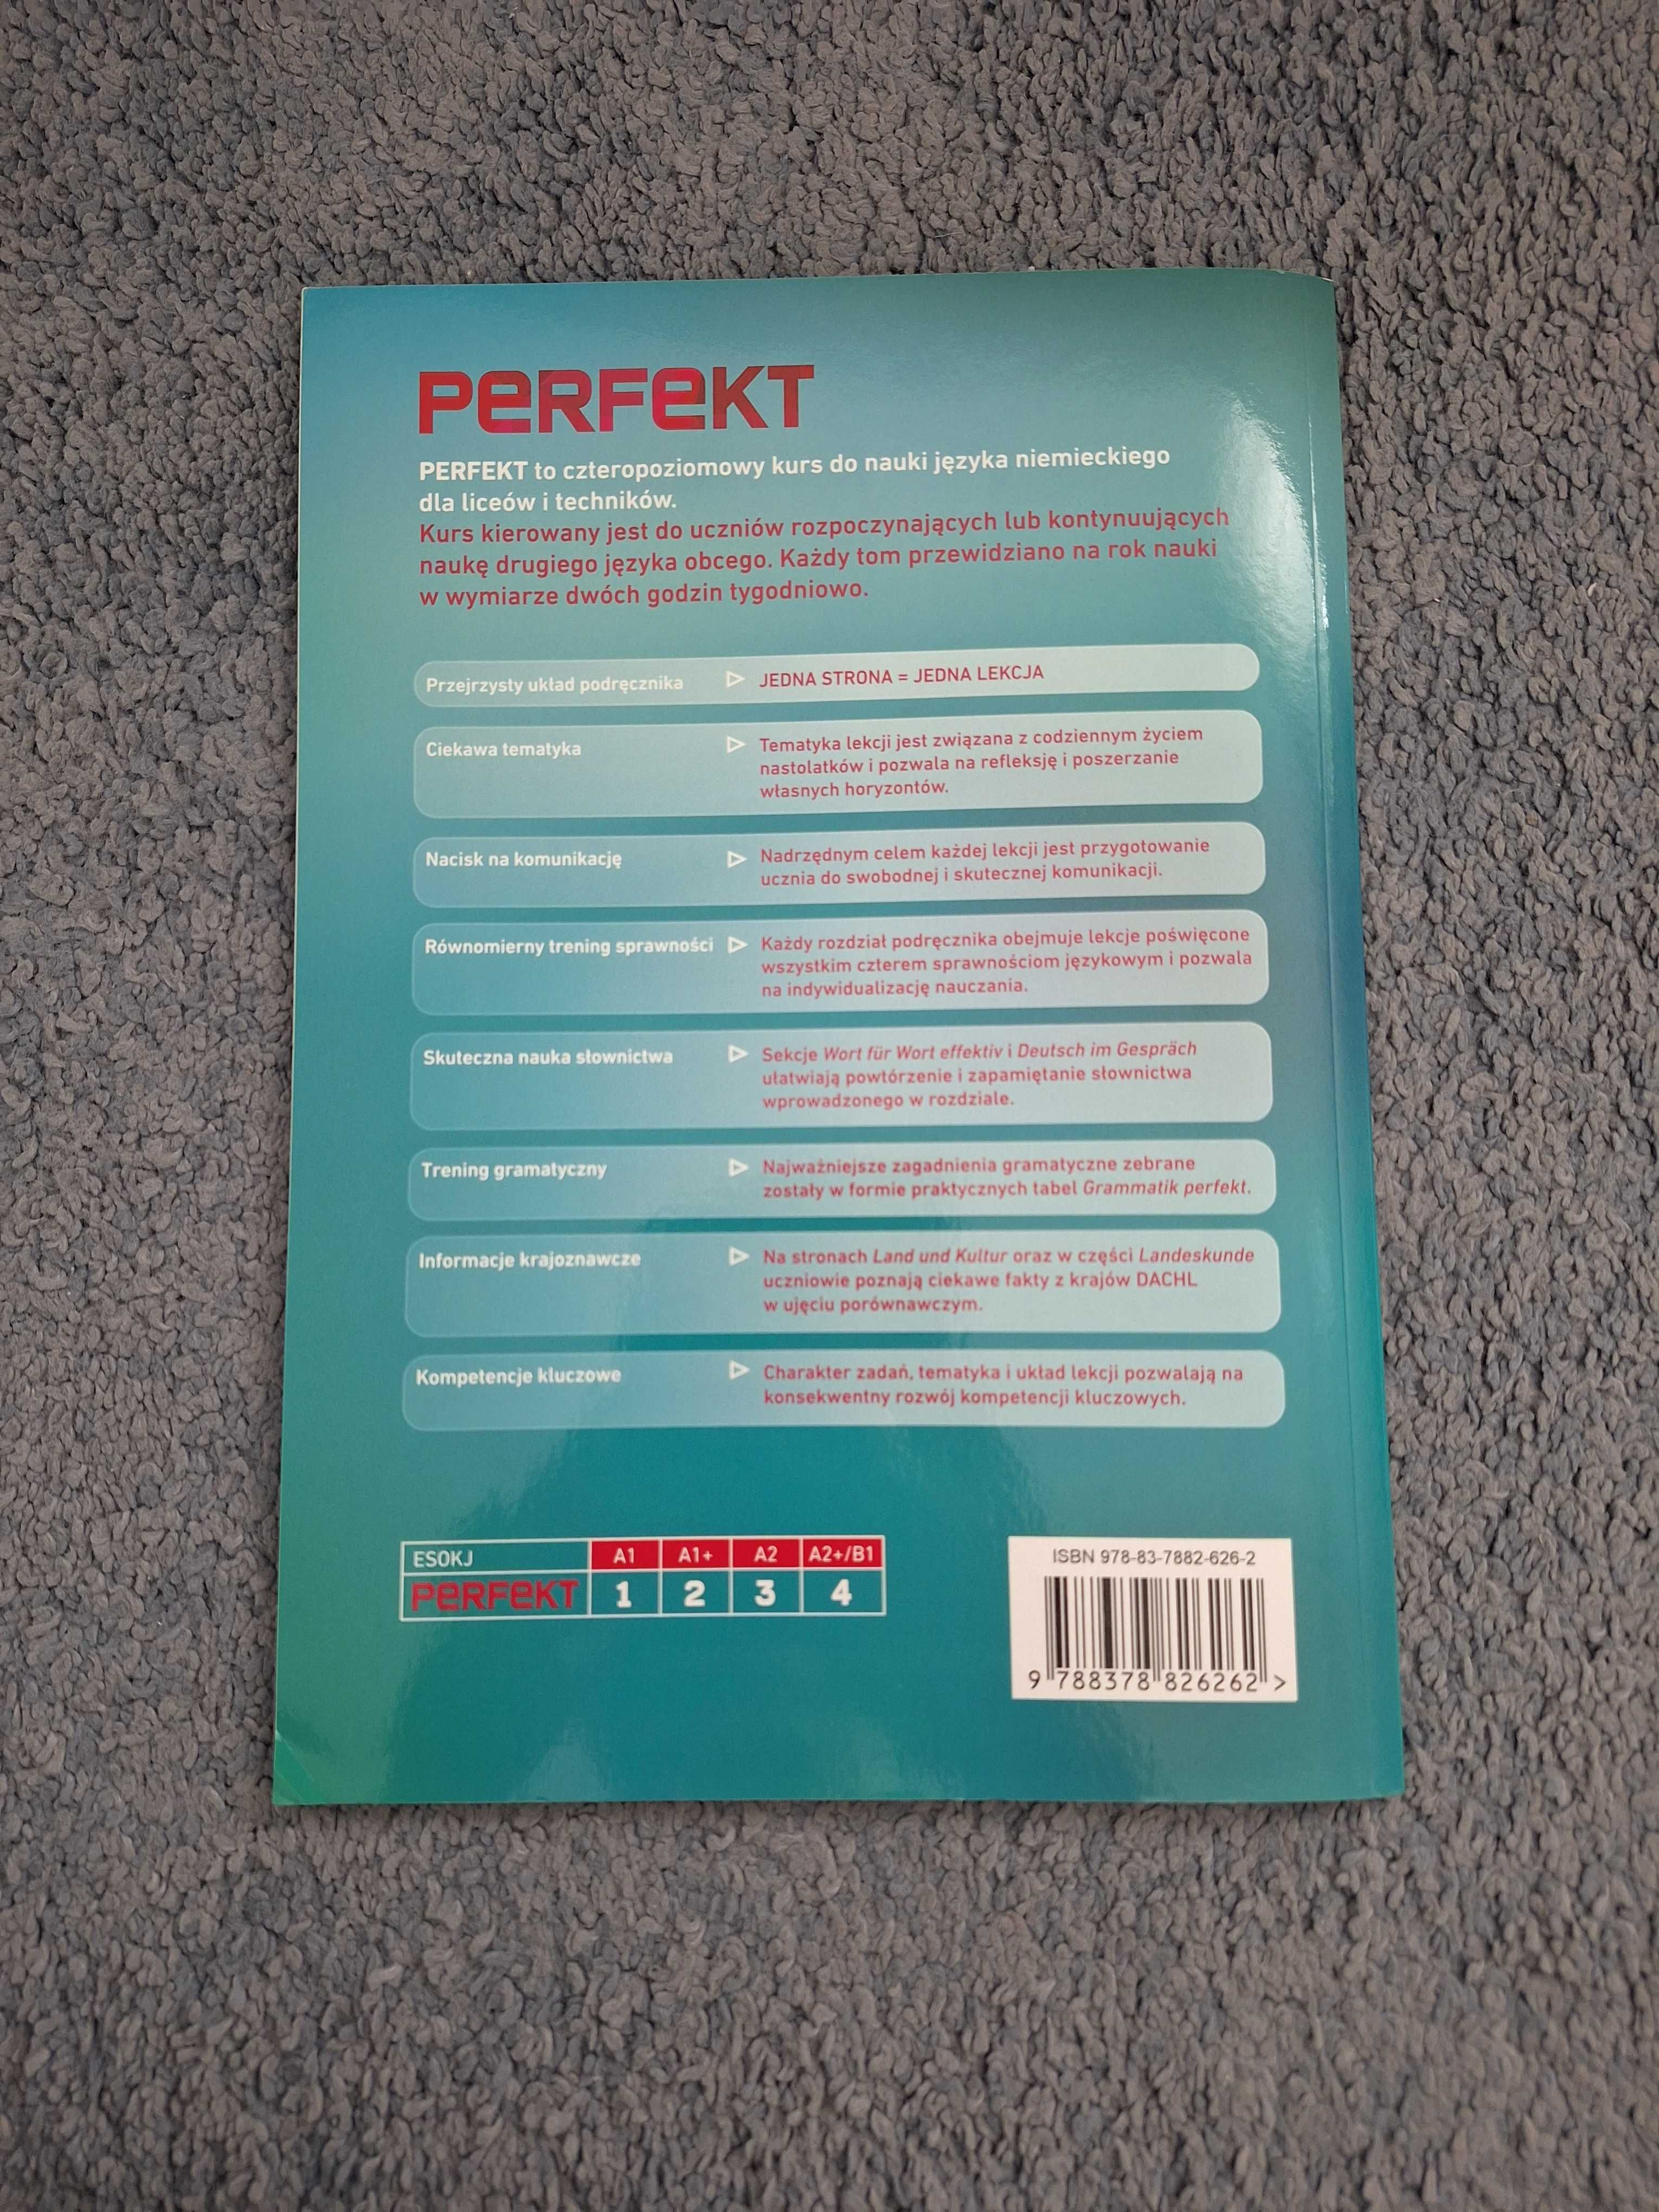 PERFEKT
PERFEKT to czteropoziomowy kurs do nauki języka niemieckiego
dla liceów i techników.
Kurs kierowany jest do uczniów rozpoczynających lub kontynuujących
naukę drugiego języka obcego. Każdy tom przewidziano na rok nauki
w wymiarze dwóch godzin tygodniowo.
Przejrzysty układ podręcznika
JEDNA STRONA = JEDNA LEKCJA
Ciekawa tematyka
Tematyka lekcji jest związana z codziennym życiem
nastolatków i pozwala na refleksję i poszerzanie
własnych horyzontów.
Nacisk na komunikację
Nadrzędnym celem każdej lekcji jest przygotowanie
ucznia do swobodnej i skutecznej komunikacji.
Równomierny trening sprawności
Każdy rozdział podręcznika obejmuje lekcje poświęcone
wszystkim czterem sprawnościom językowym i pozwala
na indywidualizację nauczania.
Skuteczna nauka słownictwa
Sekcje Wort für Wort effektiv i Deutsch im Gespräch
ułatwiają powtórzenie i zapamiętanie słownictwa
wprowadzonego w rozdziale.
Trening gramatyczny
Najważniejsze zagadnienia gramatyczne zebrane
zostały w formie praktycznych tabel Grammatik perfekt.
Informacje krajoznawcze
Na stronach Land und Kultur oraz w części Landeskunde
uczniowie poznają ciekawe fakty z krajów DACHL
w ujęciu porównawczym.
Kompetencje kluczowe
Charakter zadań, tematyka i układ lekcji pozwalają na
konsekwentny rozwój kompetencji kluczowych.
ESOKJ A1 A1+ A2 A2+/B1
PERFEKT 1 2 3 4
ISBN 978-83-7882-626-2
9 788378 826262 >